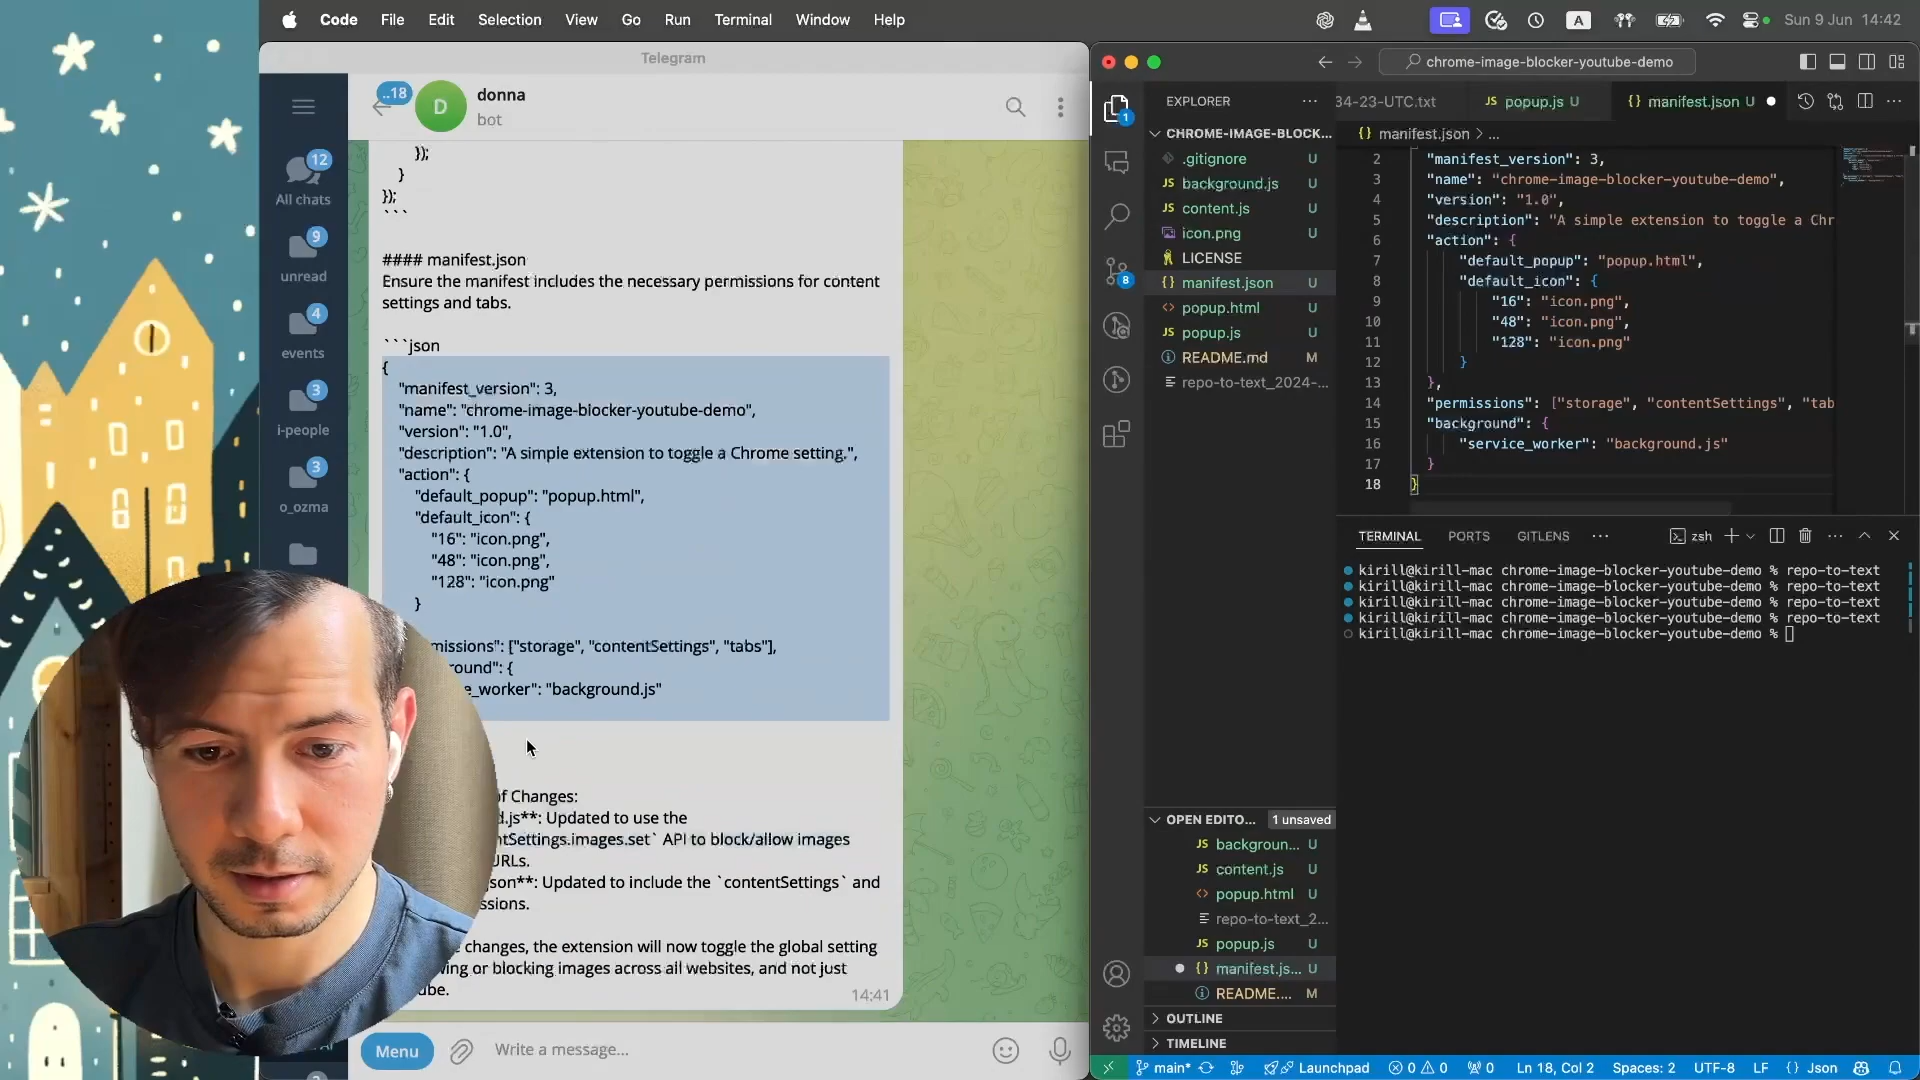 Code File Edit Selection View Go Run Terminal Window Help
A
Sun 9 Jun 14:42
Telegram
..18
D
donna
bot
12
All chats
9
unread
4
events
3
i-people
3
o_ozma
});
}
});
```
#### manifest.json
Ensure the manifest includes the necessary permissions for content
settings and tabs.
```json
{
"manifest_version": 3,
"name": "chrome-image-blocker-youtube-demo",
"version": "1.0",
"description": "A simple extension to toggle a Chrome setting.",
"action": {
"default_popup": "popup.html",
"default_icon": {
"16": "icon.png",
"48": "icon.png",
"128": "icon.png"
}
missions": ["storage", "contentSettings", "tabs"],
round": {
e_worker": "background.js"
of Changes:
d.js**: Updated to use the
ntSettings.images.set` API to block/allow images
URLs.
son**: Updated to include the `contentSettings` and
ssions.
changes, the extension will now toggle the global setting
ving or blocking images across all websites, and not just
ube.
14:41
Menu
Write a message...
chrome-image-blocker-youtube-demo
EXPLORER
34-23-UTC.txt
JS popup.js U
{} manifest.json U
CHROME-IMAGE-BLOCK...
.gitignore U
JS background.js U
JS content.js U
icon.png U
LICENSE
{} manifest.json U
<> popup.html U
JS popup.js U
README.md M
repo-to-text_2024-...
1
8
{} manifest.json > ...
2 "manifest_version": 3,
3 "name": "chrome-image-blocker-youtube-demo",
4 "version": "1.0",
5 "description": "A simple extension to toggle a Chr
6 "action": {
7 "default_popup": "popup.html",
8 "default_icon": {
9 "16": "icon.png",
10 "48": "icon.png",
11 "128": "icon.png"
12 }
13 },
14 "permissions": ["storage", "contentSettings", "tab
15 "background": {
16 "service_worker": "background.js"
17 }
18 }
TERMINAL PORTS GITLENS ... zsh
kirill@kirill-mac chrome-image-blocker-youtube-demo % repo-to-text
kirill@kirill-mac chrome-image-blocker-youtube-demo % repo-to-text
kirill@kirill-mac chrome-image-blocker-youtube-demo % repo-to-text
kirill@kirill-mac chrome-image-blocker-youtube-demo % repo-to-text
kirill@kirill-mac chrome-image-blocker-youtube-demo %
OPEN EDITO... 1 unsaved
JS backgroun... U
JS content.js U
<> popup.html U
repo-to-text_2...
JS popup.js U
{} manifest.js... U
README.... M
OUTLINE
TIMELINE
main* Launchpad 0 0 0 Ln 18, Col 2 Spaces: 2 UTF-8 LF {} Json